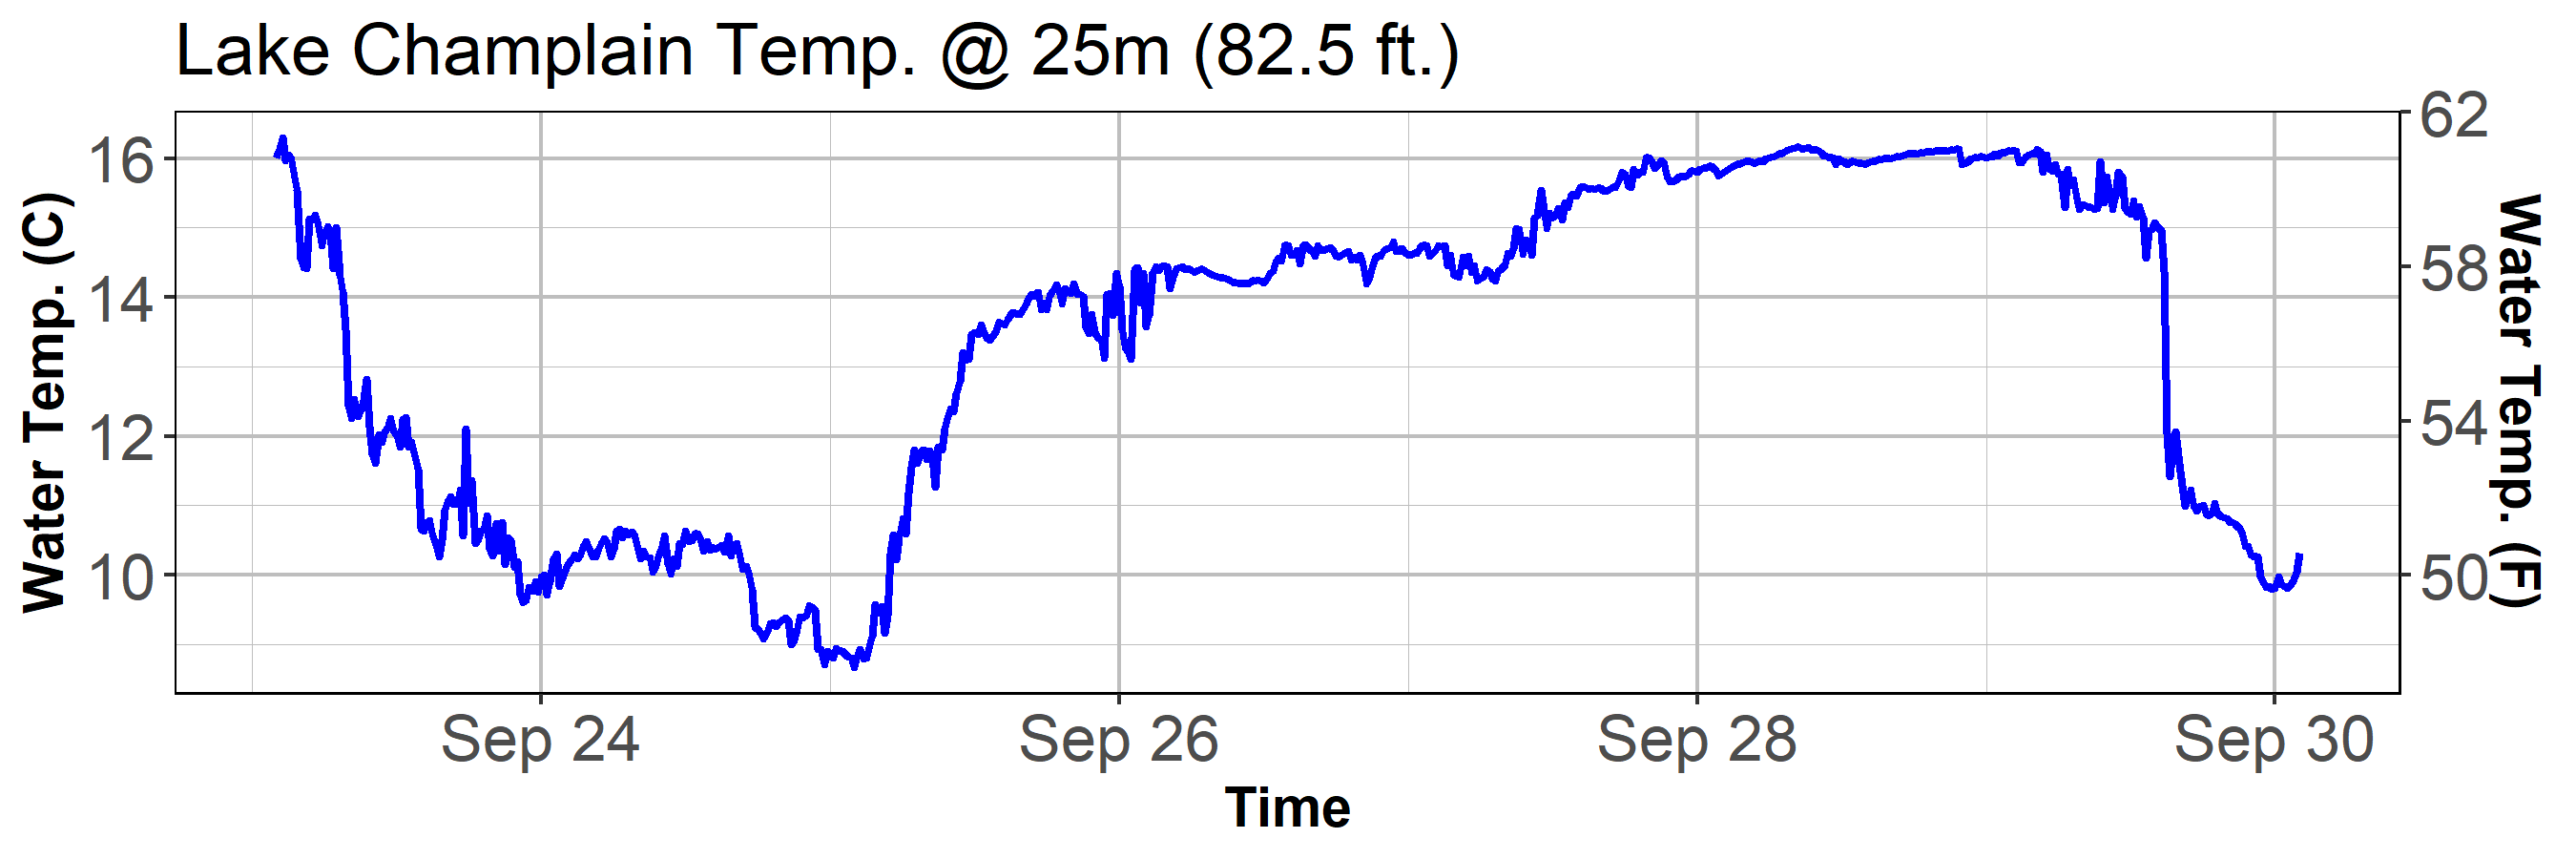 Lake Champlain Temp. @ 25m (82.5 ft.)
Water Temp. (C)
16
14
12
10
62
58
54
50
Water Temp. (F)
Sep 24
Sep 26
Sep 28
Sep 30
Time